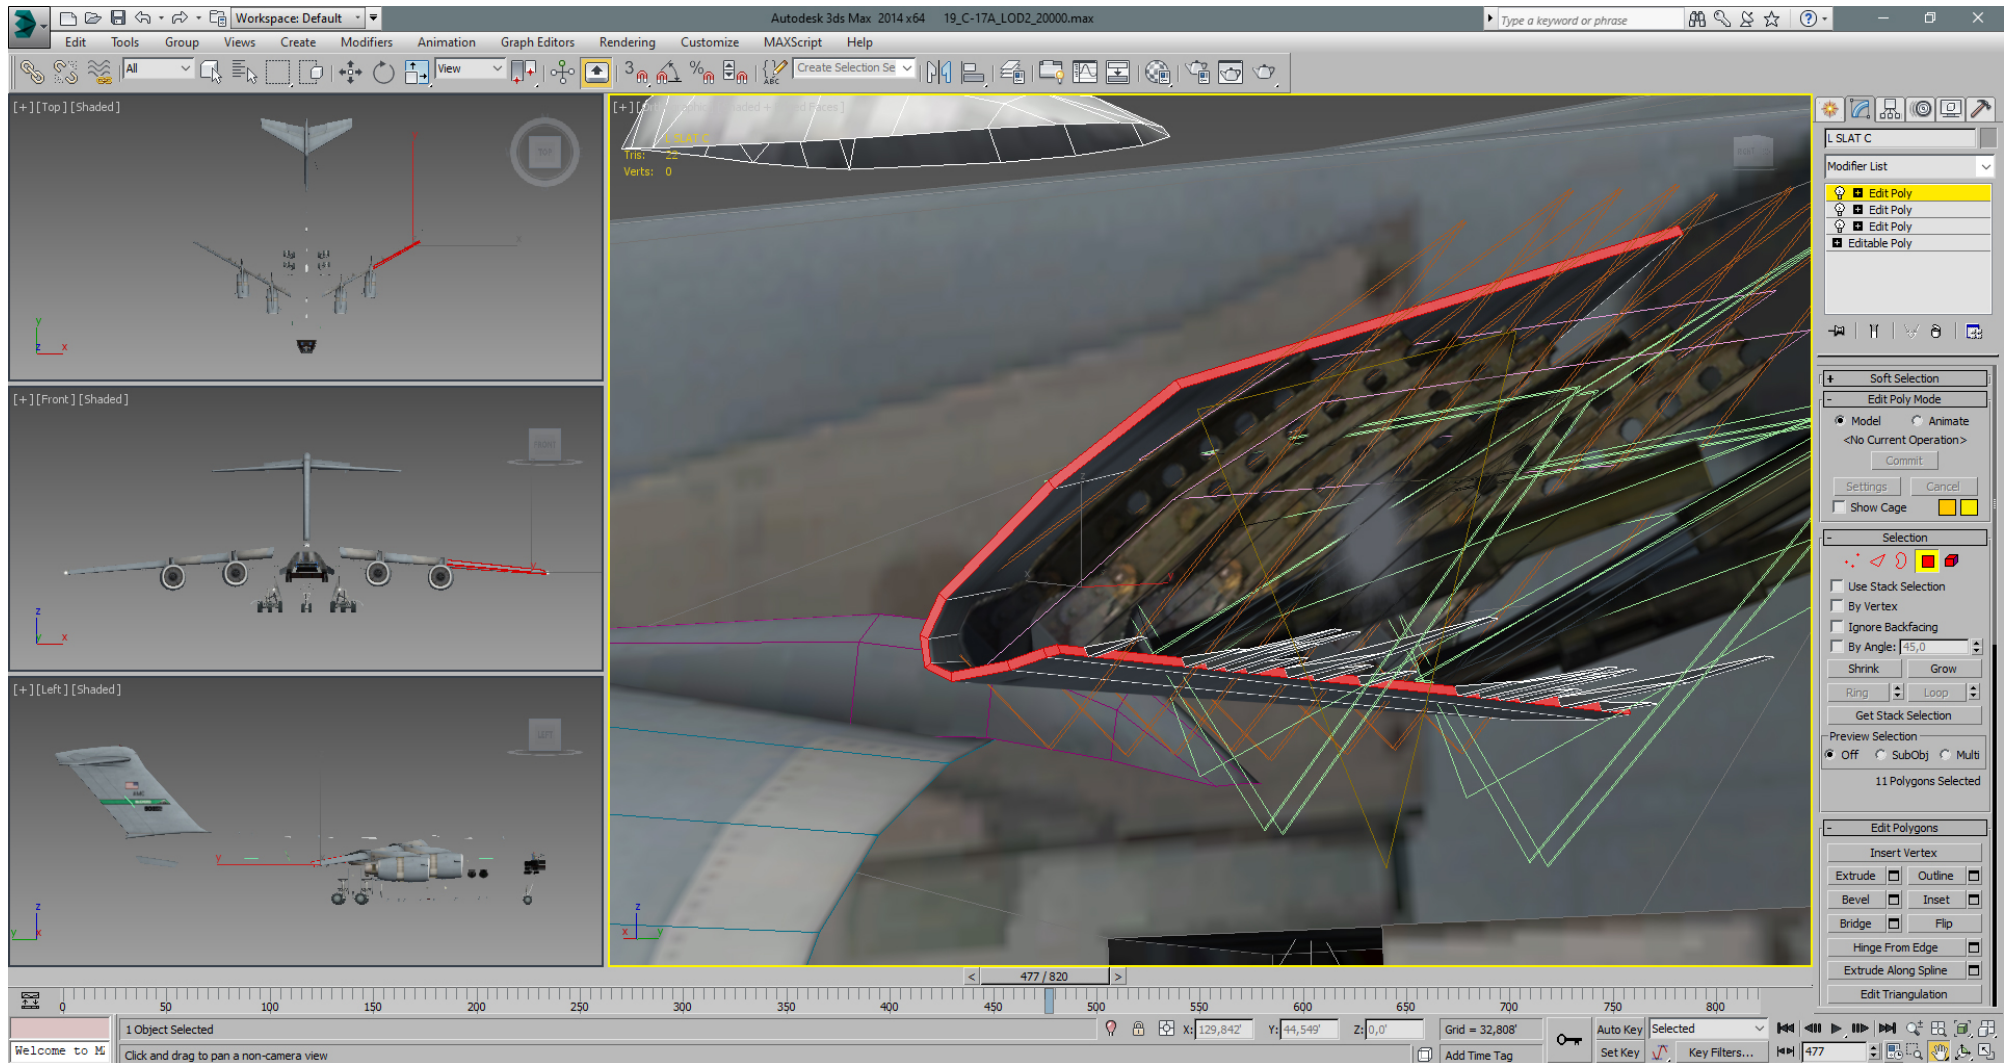 Workspace: Default
Autodesk 3ds Max 2014 x64 19_C-17A_LOD2_20000.max
Type a keyword or phrase
Edit Tools Group Views Create Modifiers Animation Graph Editors Rendering Customize MAXScript Help
All
View
3
%
ABC
Create Selection Se
[+] [Top] [Shaded]
TOP
y
z x
[+] [Front] [Shaded]
FRONT
z
x
[+] [Left] [Shaded]
LEFT
y
z
y
L SLAT C
Tris: 22
Verts: 0
z
x y
L SLAT C
Modifier List
Edit Poly
Edit Poly
Edit Poly
Editable Poly
+ Soft Selection
- Edit Poly Mode
Model Animate
<No Current Operation>
Commit
Settings Cancel
Show Cage
- Selection
Use Stack Selection
By Vertex
Ignore Backfacing
By Angle: 45,0
Shrink Grow
Ring Loop
Get Stack Selection
Preview Selection
Off SubObj Multi
11 Polygons Selected
- Edit Polygons
Insert Vertex
Extrude Outline
Bevel Inset
Bridge Flip
Hinge From Edge
Extrude Along Spline
Edit Triangulation
< 477 / 820 >
0 50 100 150 200 250 300 350 400 450 500 550 600 650 700 750 800
1 Object Selected
X: 129,842' Y: 44,549' Z: 0,0' Grid = 32,808'
Auto Key Selected
Welcome to M
Click and drag to pan a non-camera view
Add Time Tag
Set Key Key Filters...
477